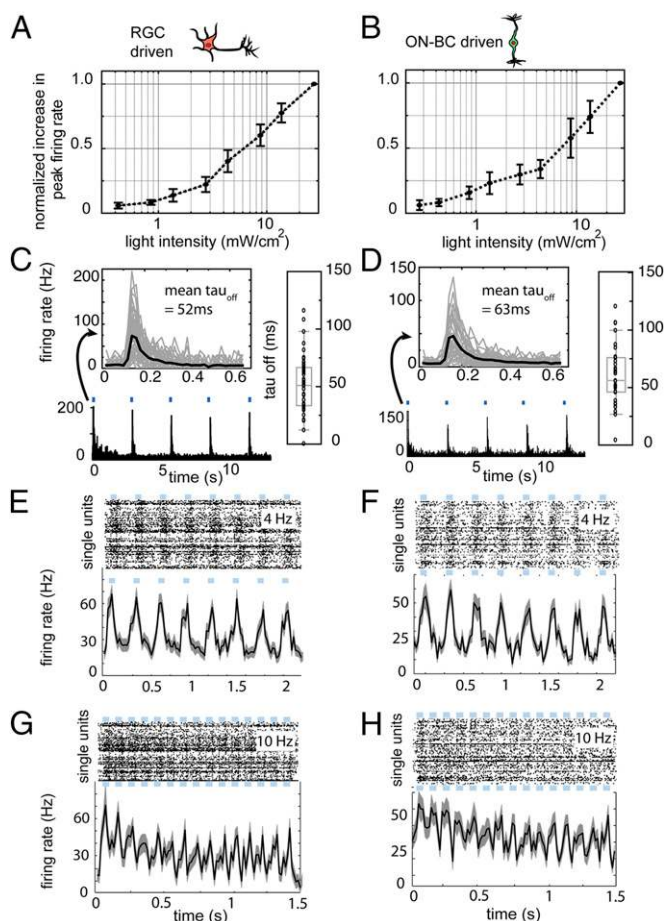 A
RGC
driven
normalized increase in
peak firing rate
1
0.5
0
1
10
light intensity (mW/cm²)
B
ON-BC driven
1
0.5
0
1
10
light intensity (mW/cm²)
C
firing rate (Hz)
200
150
100
50
0
mean tau off
= 52ms
0
0.2
0.4
0.6
200
0
0
5
10
time (s)
tau off (ms)
150
100
50
0
D
150
100
50
0
mean tau off
= 63ms
0
0.2
0.4
0.6
150
0
0
5
10
time (s)
150
100
50
0
E
single units
4 Hz
firing rate (Hz)
60
30
0
0
0.5
1
1.5
2
F
single units
4 Hz
50
25
0
0
0.5
1
1.5
2
G
single units
10 Hz
firing rate (Hz)
60
30
0
0
0.5
1
1.5
time (s)
H
single units
10 Hz
50
25
0
0
0.5
1
1.5
time (s)